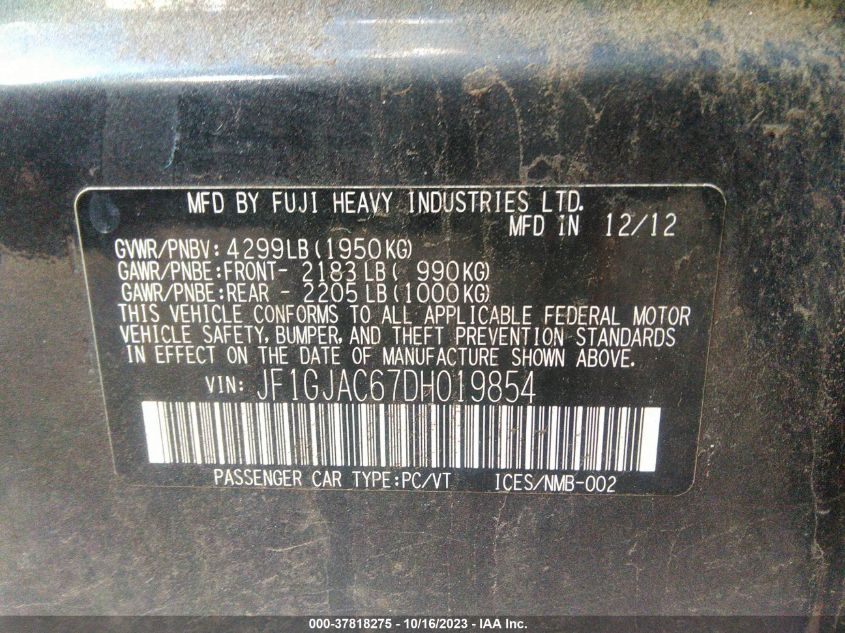 MFD BY FUJI HEAVY INDUSTRIES LTD.
MFD IN 12/12
GVWR/PNBV: 4299LB (1950KG)
GAWR/PNBE:FRONT- 2183 LB ( 990KG)
GAWR/PNBE:REAR - 2205 LB (1000KG)
THIS VEHICLE CONFORMS TO ALL APPLICABLE FEDERAL MOTOR
VEHICLE SAFETY, BUMPER, AND THEFT PREVENTION STANDARDS
IN EFFECT ON THE DATE OF MANUFACTURE SHOWN ABOVE.
VIN: JF1GJAC67DH019854
PASSENGER CAR TYPE:PC/VT ICES/NMB-002
000-37818275 - 10/16/2023 - IAA, Inc.